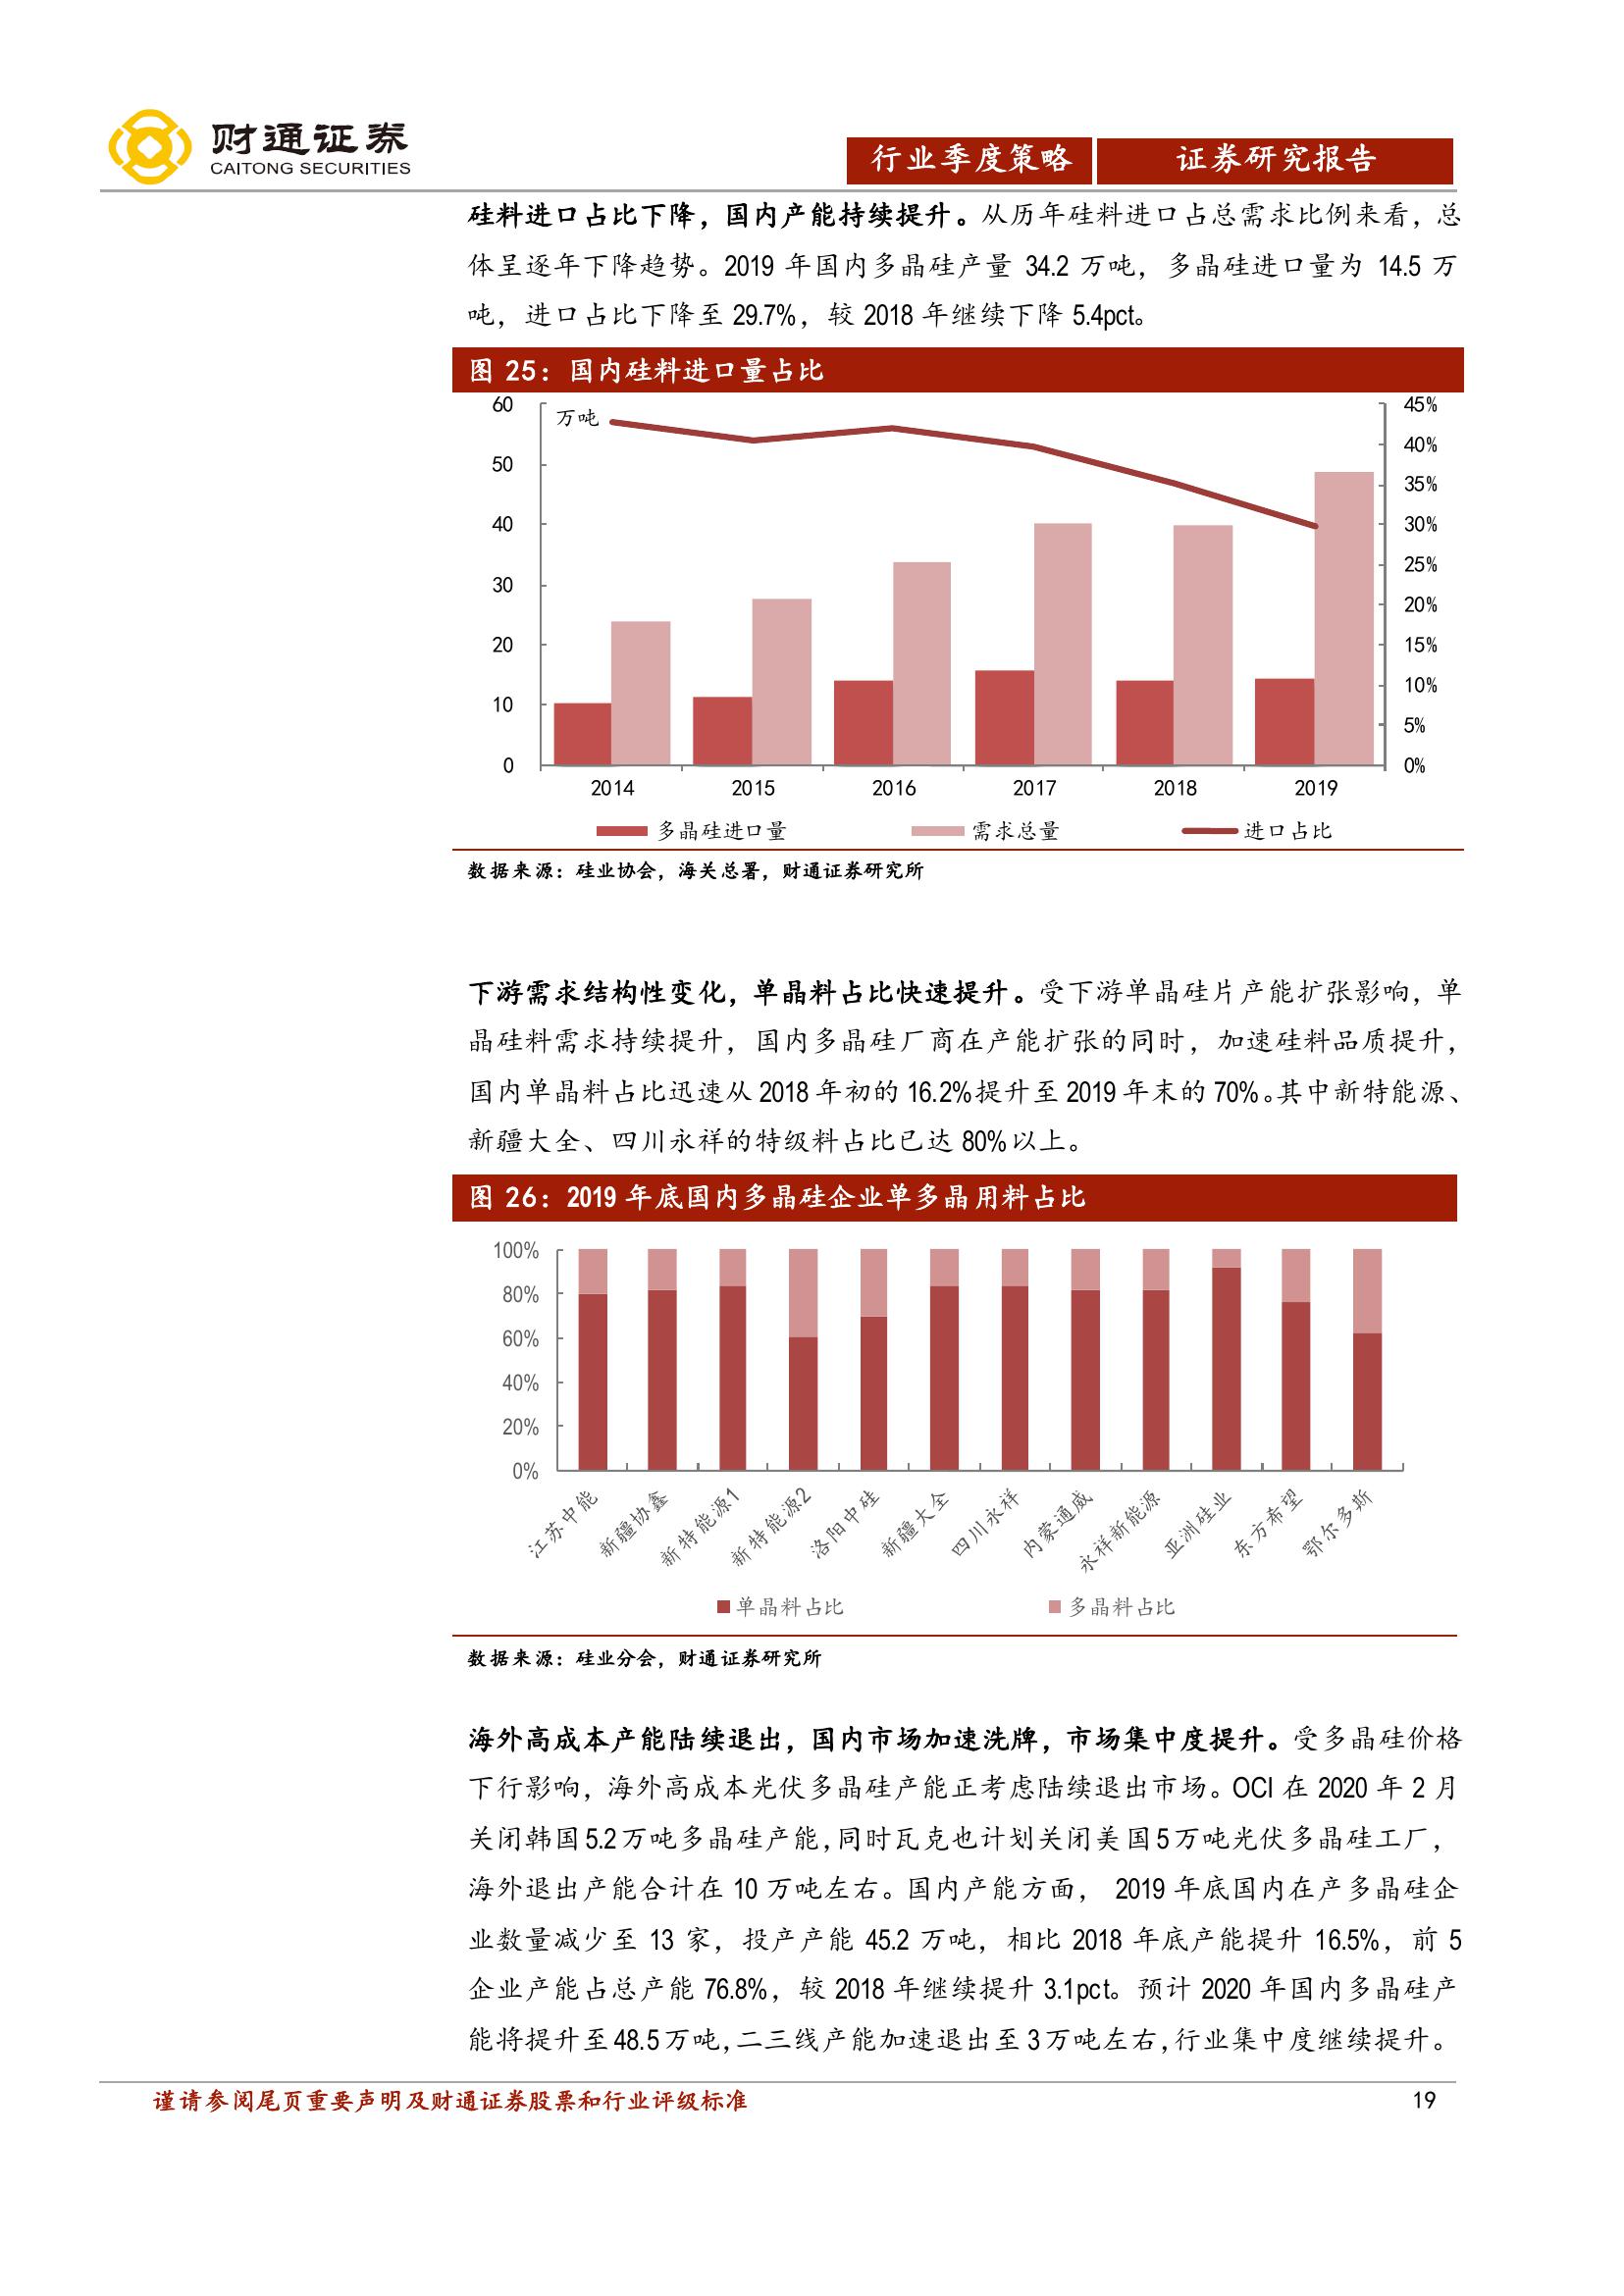 财通证券
CAITONG SECURITIES
行业季度策略
证券研究报告
硅料进口占比下降，国内产能持续提升。从历年硅料进口占总需求比例来看，总
体呈逐年下降趋势。2019 年国内多晶硅产量 34.2 万吨，多晶硅进口量为 14.5 万
吨，进口占比下降至 29.7%，较 2018 年继续下降 5.4pct。
图 25：国内硅料进口量占比
万吨
60
50
40
30
20
10
0
45%
40%
35%
30%
25%
20%
15%
10%
5%
0%
2014 2015 2016 2017 2018 2019
多晶硅进口量 需求总量 进口占比
数据来源：硅业协会，海关总署，财通证券研究所
下游需求结构性变化，单晶料占比快速提升。受下游单晶硅片产能扩张影响，单
晶硅料需求持续提升，国内多晶硅厂商在产能扩张的同时，加速硅料品质提升，
国内单晶料占比迅速从 2018 年初的 16.2%提升至 2019 年末的 70%。其中新特能源、
新疆大全、四川永祥的特级料占比已达 80%以上。
图 26：2019 年底国内多晶硅企业单多晶用料占比
100%
80%
60%
40%
20%
0%
江苏中能 新疆协鑫 新特能源1 新特能源2 洛阳中硅 新疆大全 四川永祥 内蒙通威 永祥新能源 亚洲硅业 东方希望 鄂尔多斯
单晶料占比 多晶料占比
数据来源：硅业分会，财通证券研究所
海外高成本产能陆续退出，国内市场加速洗牌，市场集中度提升。受多晶硅价格
下行影响，海外高成本光伏多晶硅产能正考虑陆续退出市场。OCI 在 2020 年 2 月
关闭韩国 5.2 万吨多晶硅产能，同时瓦克也计划关闭美国 5 万吨光伏多晶硅工厂，
海外退出产能合计在 10 万吨左右。国内产能方面， 2019 年底国内在产多晶硅企
业数量减少至 13 家，投产产能 45.2 万吨，相比 2018 年底产能提升 16.5%，前 5
企业产能占总产能 76.8%，较 2018 年继续提升 3.1pct。预计 2020 年国内多晶硅产
能将提升至 48.5 万吨，二三线产能加速退出至 3 万吨左右，行业集中度继续提升。
谨请参阅尾页重要声明及财通证券股票和行业评级标准
19